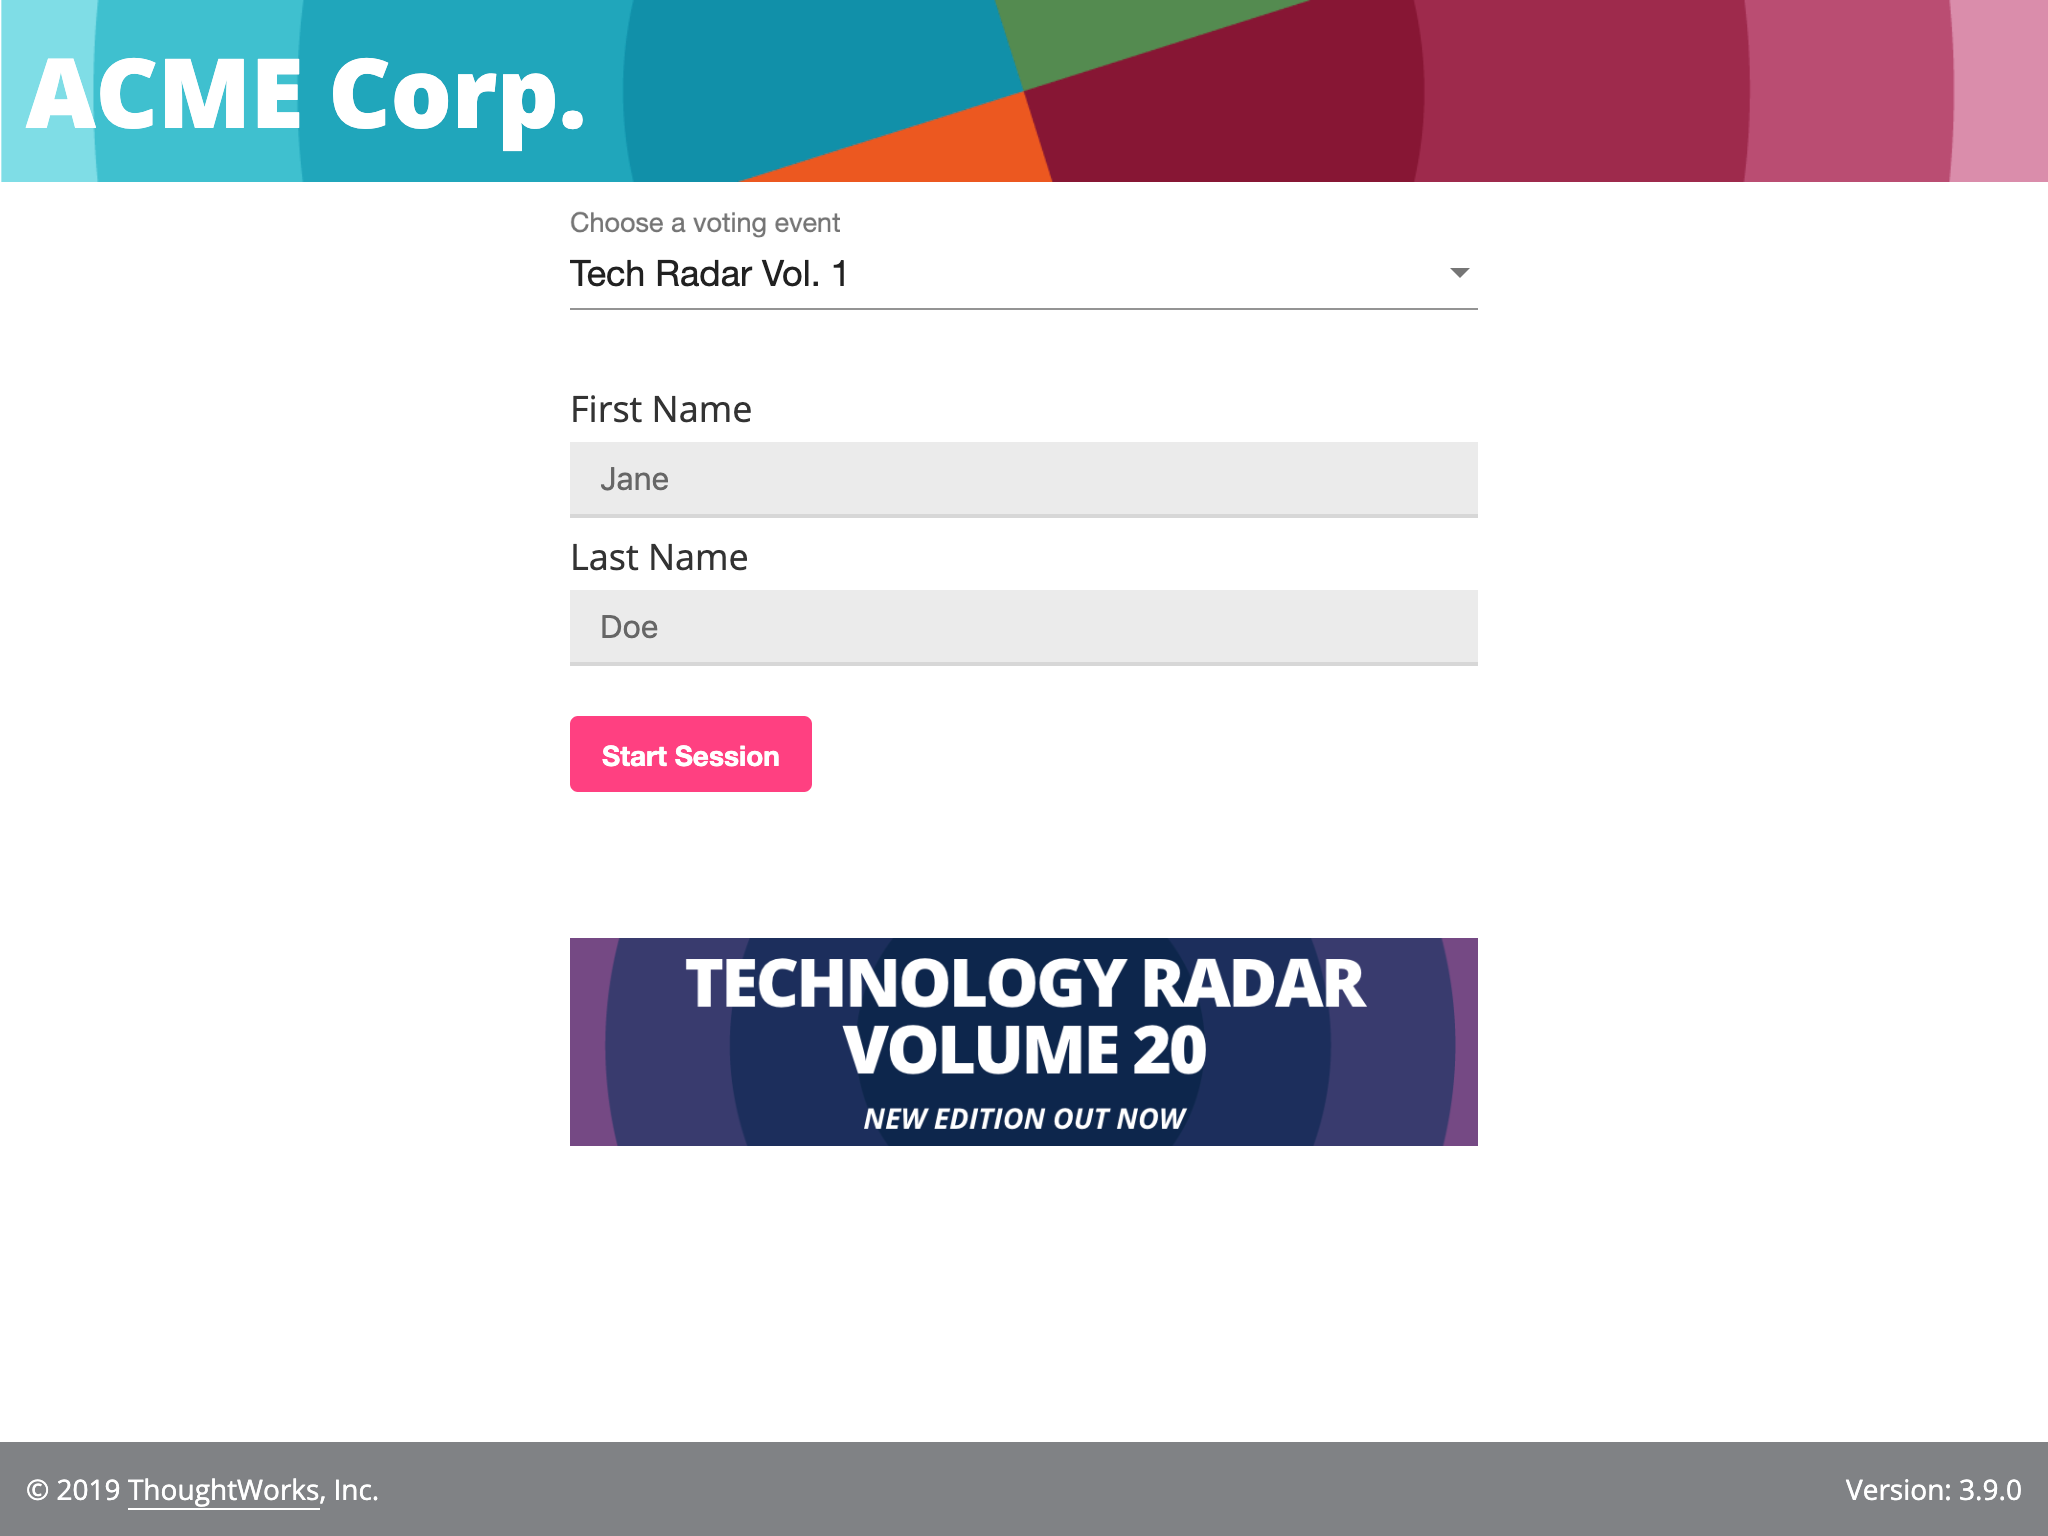 ACME Corp.
Choose a voting event
Tech Radar Vol. 1
First Name
Jane
Last Name
Doe
Start Session
TECHNOLOGY RADAR
VOLUME 20
NEW EDITION OUT NOW
© 2019 ThoughtWorks, Inc.
Version: 3.9.0